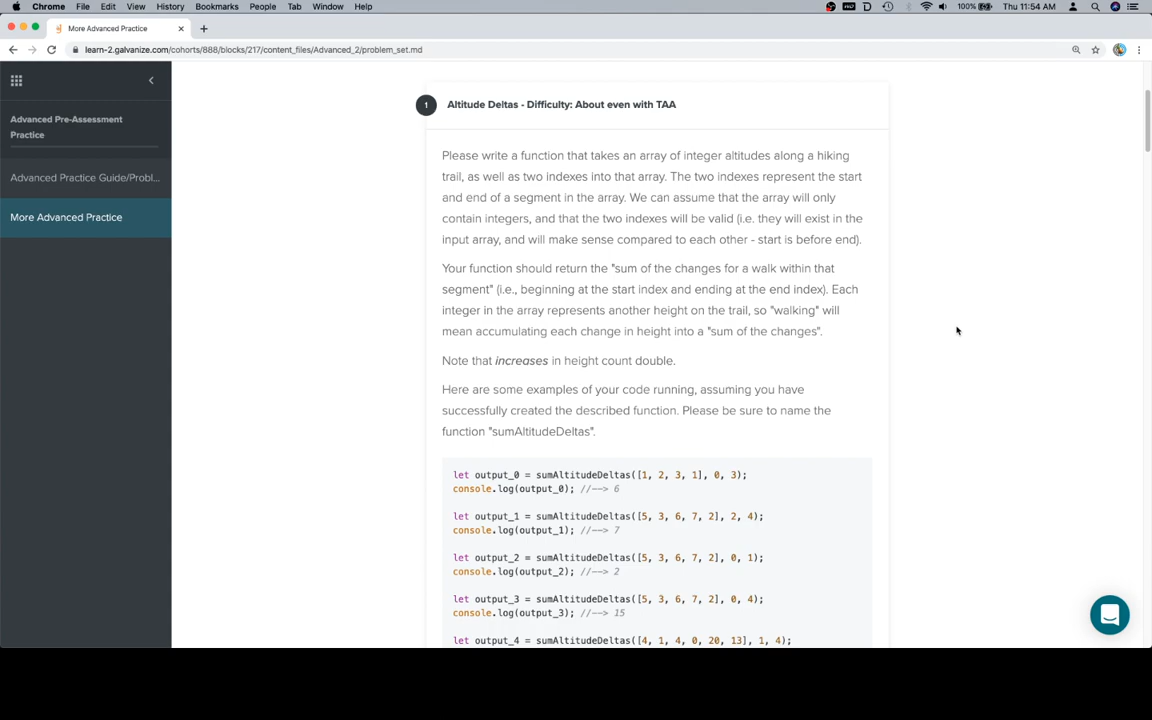 Chrome File Edit View History Bookmarks People Tab Window Help 100% Thu 11:54 AM
More Advanced Practice
learn-2.galvanize.com/cohorts/888/blocks/217/content_files/Advanced_2/problem_set.md
Advanced Pre-Assessment
Practice
Advanced Practice Guide/Probl...
More Advanced Practice
1 Altitude Deltas - Difficulty: About even with TAA
Please write a function that takes an array of integer altitudes along a hiking
trail, as well as two indexes into that array. The two indexes represent the start
and end of a segment in the array. We can assume that the array will only
contain integers, and that the two indexes will be valid (i.e. they will exist in the
input array, and will make sense compared to each other - start is before end).
Your function should return the "sum of the changes for a walk within that
segment" (i.e., beginning at the start index and ending at the end index). Each
integer in the array represents another height on the trail, so "walking" will
mean accumulating each change in height into a "sum of the changes".
Note that increases in height count double.
Here are some examples of your code running, assuming you have
successfully created the described function. Please be sure to name the
function "sumAltitudeDeltas".
let output_0 = sumAltitudeDeltas([1, 2, 3, 1], 0, 3);
console.log(output_0); //--> 6
let output_1 = sumAltitudeDeltas([5, 3, 6, 7, 2], 2, 4);
console.log(output_1); //--> 7
let output_2 = sumAltitudeDeltas([5, 3, 6, 7, 2], 0, 1);
console.log(output_2); //--> 2
let output_3 = sumAltitudeDeltas([5, 3, 6, 7, 2], 0, 4);
console.log(output_3); //--> 15
let output_4 = sumAltitudeDeltas([4, 1, 4, 0, 20, 13], 1, 4);